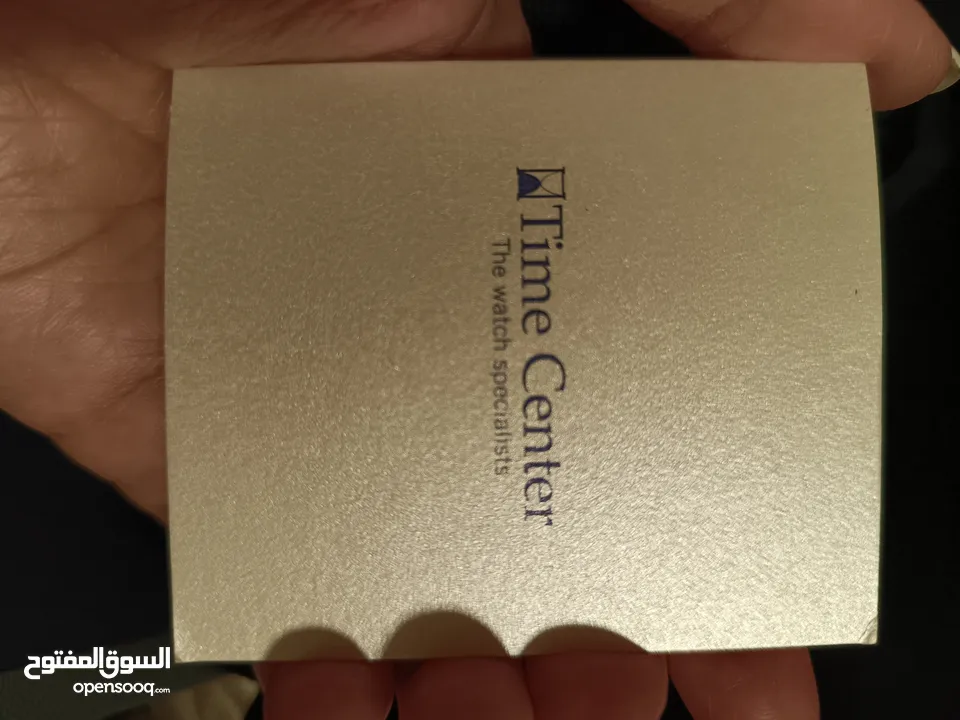 Time Center
The watch specialists
السوق المفتوح
opensooq.com